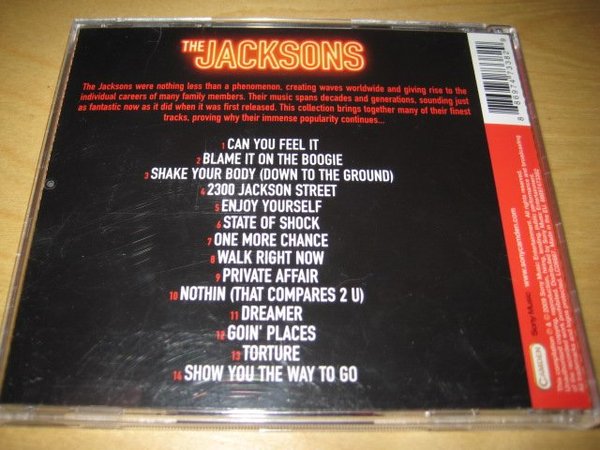 THE JACKSONS
The Jacksons were nothing less than a phenomenon, creating waves worldwide and giving rise to the
individual careers of many family members. Their music spans decades and generations, sounding just
as fantastic now as it did when it was first released. This collection brings together many of their finest
tracks, proving why their immense popularity continues...
1 CAN YOU FEEL IT
2 BLAME IT ON THE BOOGIE
3 SHAKE YOUR BODY (DOWN TO THE GROUND)
4 2300 JACKSON STREET
5 ENJOY YOURSELF
6 STATE OF SHOCK
7 ONE MORE CHANCE
8 WALK RIGHT NOW
9 PRIVATE AFFAIR
10 NOTHIN (THAT COMPARES 2 U)
11 DREAMER
12 GOIN' PLACES
13 TORTURE
14 SHOW YOU THE WAY TO GO
www.sonycamden.com
Sony Music
CAMDEN